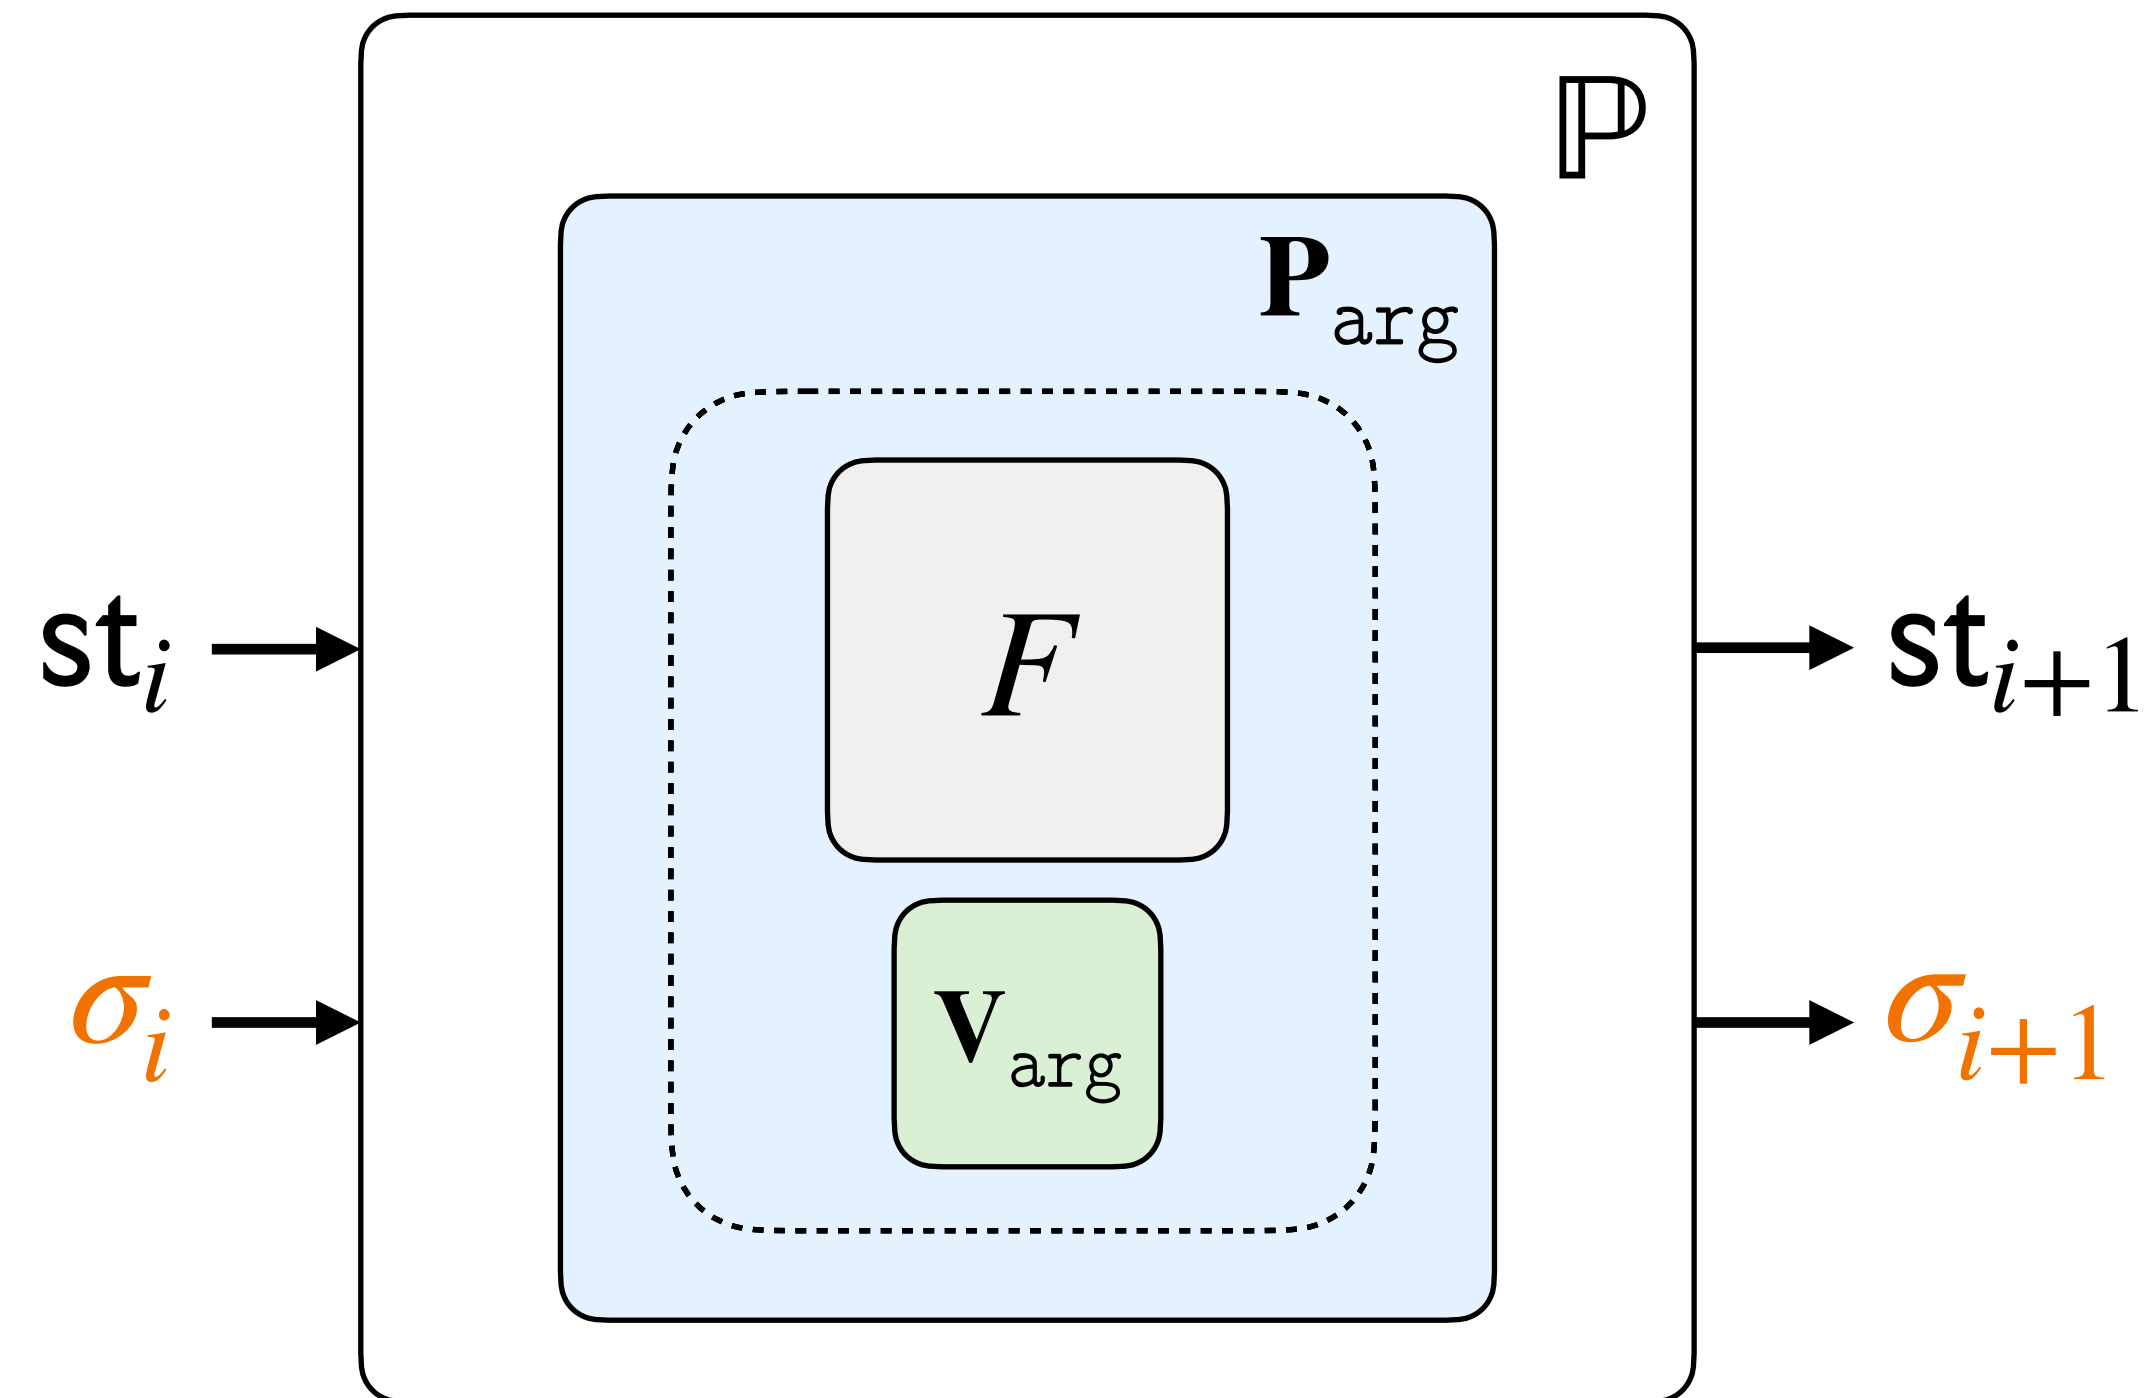 ℙ
P_arg
F
st_i
st_{i+1}
V_arg
σ_i
σ_{i+1}